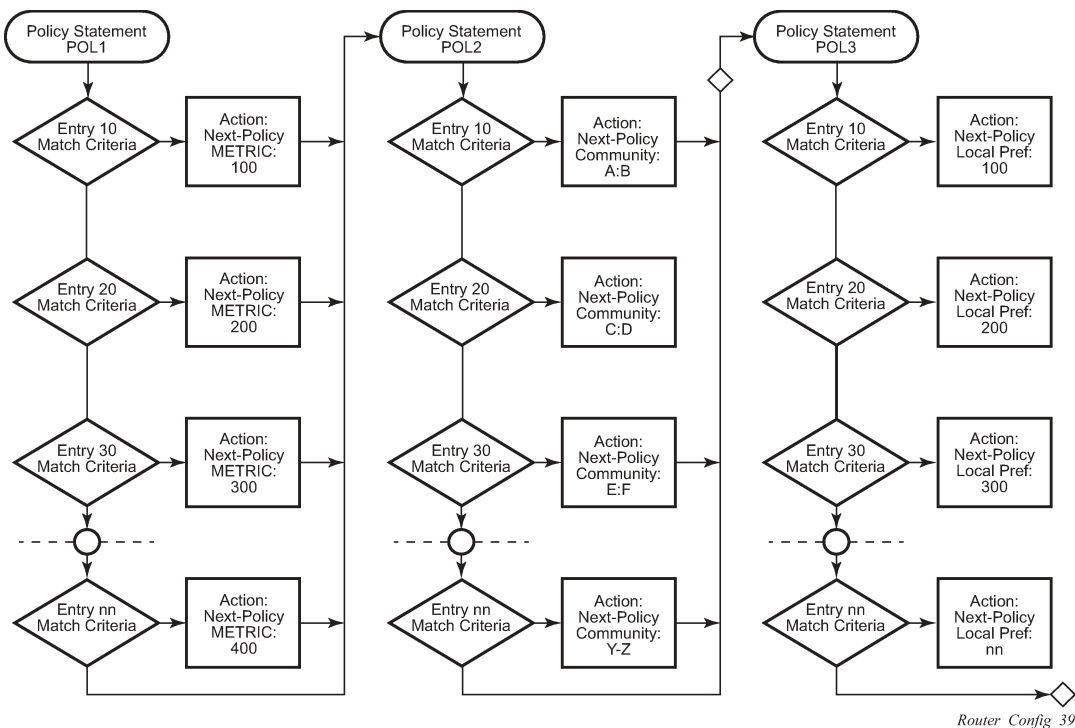 Policy Statement
POL1
Entry 10
Match Criteria
Action:
Next-Policy
METRIC:
100
Entry 20
Match Criteria
Action:
Next-Policy
METRIC:
200
Entry 30
Match Criteria
Action:
Next-Policy
METRIC:
300
Entry nn
Match Criteria
Action:
Next-Policy
METRIC:
400
Policy Statement
POL2
Entry 10
Match Criteria
Action:
Next-Policy
Community:
A:B
Entry 20
Match Criteria
Action:
Next-Policy
Community:
C:D
Entry 30
Match Criteria
Action:
Next-Policy
Community:
E:F
Entry nn
Match Criteria
Action:
Next-Policy
Community:
Y-Z
Policy Statement
POL3
Entry 10
Match Criteria
Action:
Next-Policy
Local Pref:
100
Entry 20
Match Criteria
Action:
Next-Policy
Local Pref:
200
Entry 30
Match Criteria
Action:
Next-Policy
Local Pref:
300
Entry nn
Match Criteria
Action:
Next-Policy
Local Pref:
nn
Router_Config_39